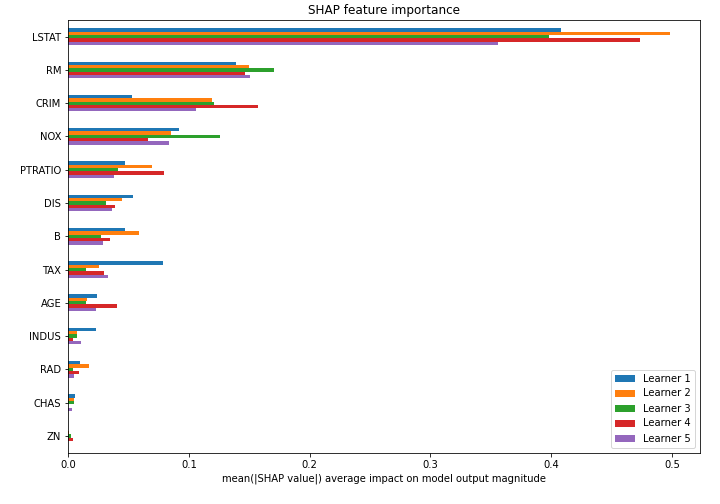 SHAP feature importance
LSTAT
RM
CRIM
NOX
PTRATIO
DIS
B
TAX
AGE
INDUS
RAD
CHAS
ZN
Learner 1
Learner 2
Learner 3
Learner 4
Learner 5
0.0 0.1 0.2 0.3 0.4 0.5
mean(|SHAP value|) average impact on model output magnitude